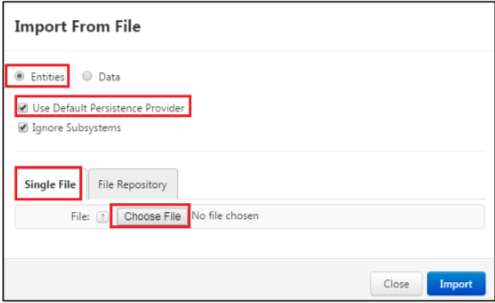 Import From File
Entities Data
Use Default Persistence Provider
Ignore Subsystems
Single File File Repository
File: ? Choose File No file chosen
Close Import